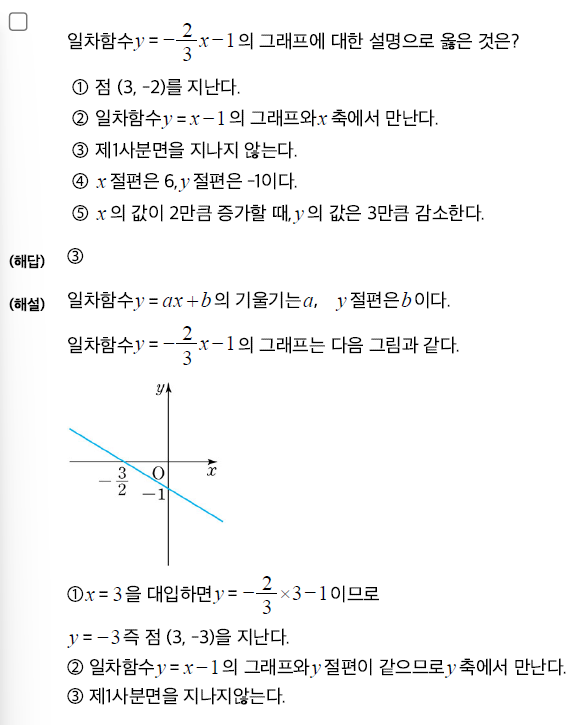 일차함수 y = -2/3 x - 1의 그래프에 대한 설명으로 옳은 것은?
① 점 (3, -2)를 지난다.
② 일차함수 y = x - 1의 그래프와 x 축에서 만난다.
③ 제1사분면을 지나지 않는다.
④ x 절편은 6, y 절편은 -1이다.
⑤ x 의 값이 2만큼 증가할 때, y 의 값은 3만큼 감소한다.
(해답) ③
(해설) 일차함수 y = ax + b의 기울기는 a, y 절편은 b이다.
일차함수 y = -2/3 x - 1의 그래프는 다음 그림과 같다.
y
-3/2 O x
-1
①x = 3을 대입하면 y = -2/3 × 3 - 1이므로
y = -3즉 점 (3, -3)을 지난다.
② 일차함수 y = x - 1의 그래프와 y 절편이 같으므로 y 축에서 만난다.
③ 제1사분면을 지나지않는다.